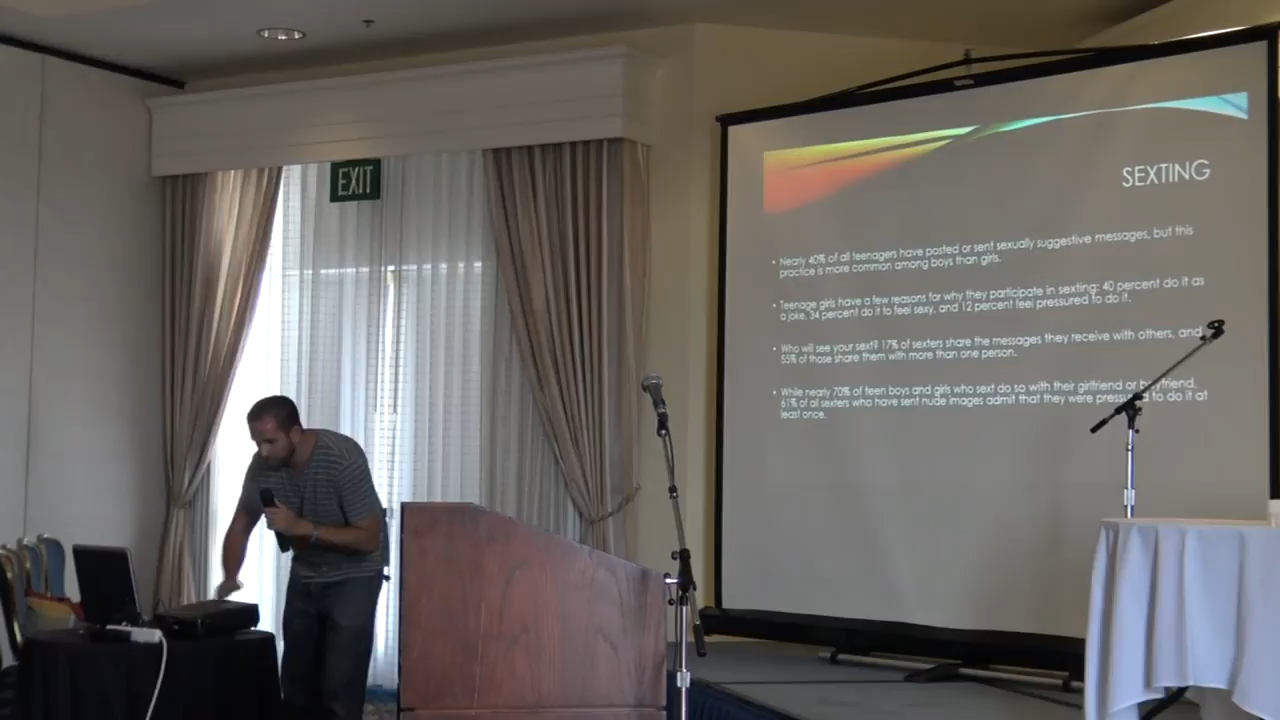 EXIT
SEXTING
• Nearly 40% of all teenagers have posted or sent sexually suggestive messages, but this
practice is more common among boys than girls.
• Teenage girls have a few reasons for why they participate in sexting: 40 percent do it as
a joke, 34 percent do it to feel sexy, and 12 percent feel pressured to do it.
• Who will see your sext? 17% of sexters share the messages they receive with others, and
55% of those share them with more than one person.
• While nearly 70% of teen boys and girls who sext do so with their girlfriend or boyfriend,
61% of all sexters who have sent nude images admit that they were pressured to do it at
least once.